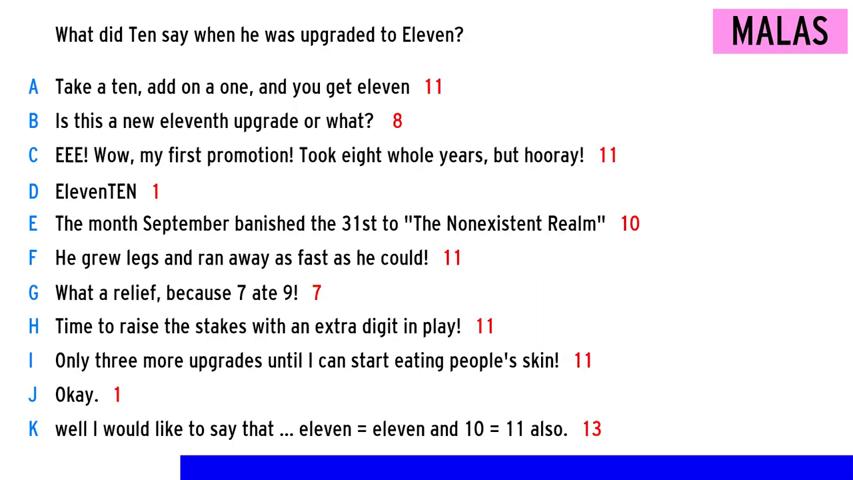 What did Ten say when he was upgraded to Eleven?
MALAS
A Take a ten, add on a one, and you get eleven 11
B Is this a new eleventh upgrade or what? 8
C EEE! Wow, my first promotion! Took eight whole years, but hooray! 11
D ElevenTEN 1
E The month September banished the 31st to "The Nonexistent Realm" 10
F He grew legs and ran away as fast as he could! 11
G What a relief, because 7 ate 9! 7
H Time to raise the stakes with an extra digit in play! 11
I Only three more upgrades until I can start eating people's skin! 11
J Okay. 1
K well I would like to say that ... eleven = eleven and 10 = 11 also. 13